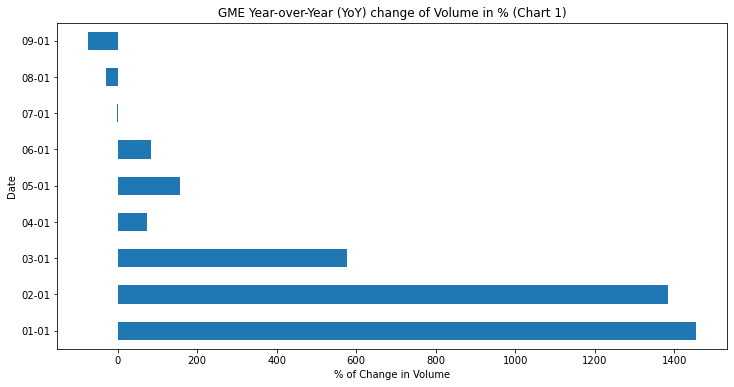 GME Year-over-Year (YoY) change of Volume in % (Chart 1)
Date
09-01
08-01
07-01
06-01
05-01
04-01
03-01
02-01
01-01
0 200 400 600 800 1000 1200 1400
% of Change in Volume